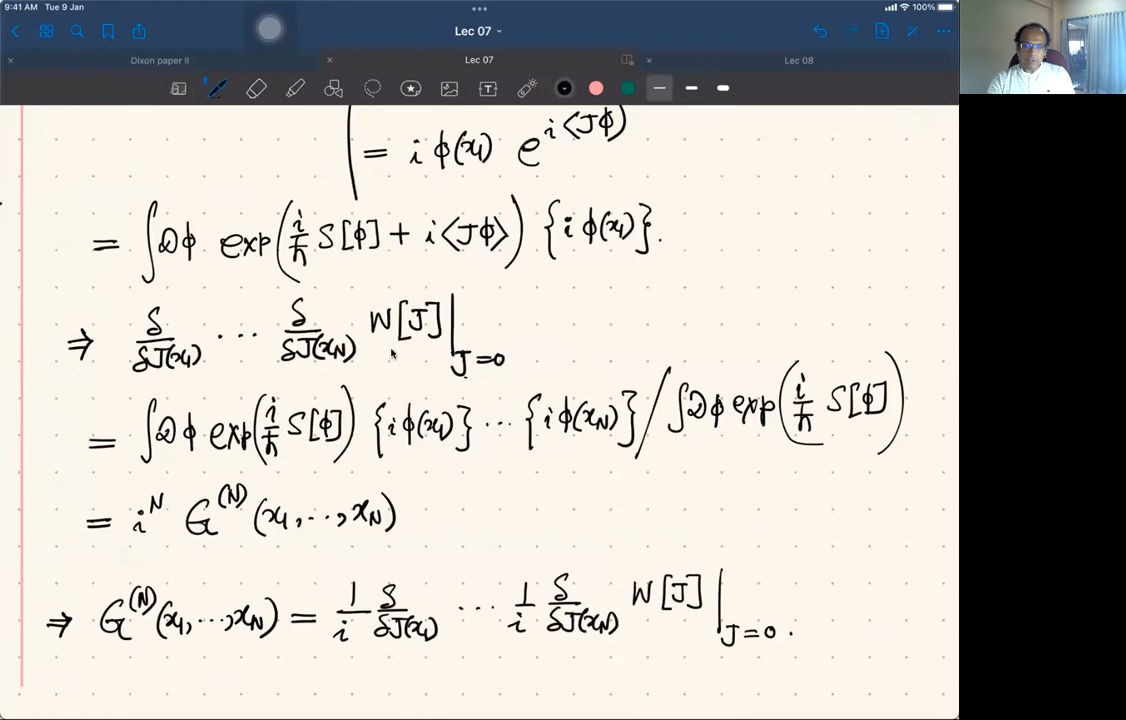 9:41 AM Tue 9 Jan
100%
Lec 07
Dixon paper II
Lec 07
Lec 08
= i ϕ(x₁) e^{i<Jϕ>}
= ∫𝒟ϕ exp(i/ħ S[ϕ] + i<Jϕ>) {i ϕ(x₁)}.
⇒ δ/δJ(x₁) ··· δ/δJ(x_N) W[J]|_{J=0}
= ∫𝒟ϕ exp(i/ħ S[ϕ]) {iϕ(x₁)} ··· {iϕ(x_N)} / ∫𝒟ϕ exp(i/ħ S[ϕ])
= i^N G^{(N)}(x₁,··,x_N)
⇒ G^{(N)}(x₁,··,x_N) = 1/i δ/δJ(x₁) ··· 1/i δ/δJ(x_N) W[J]|_{J=0}.